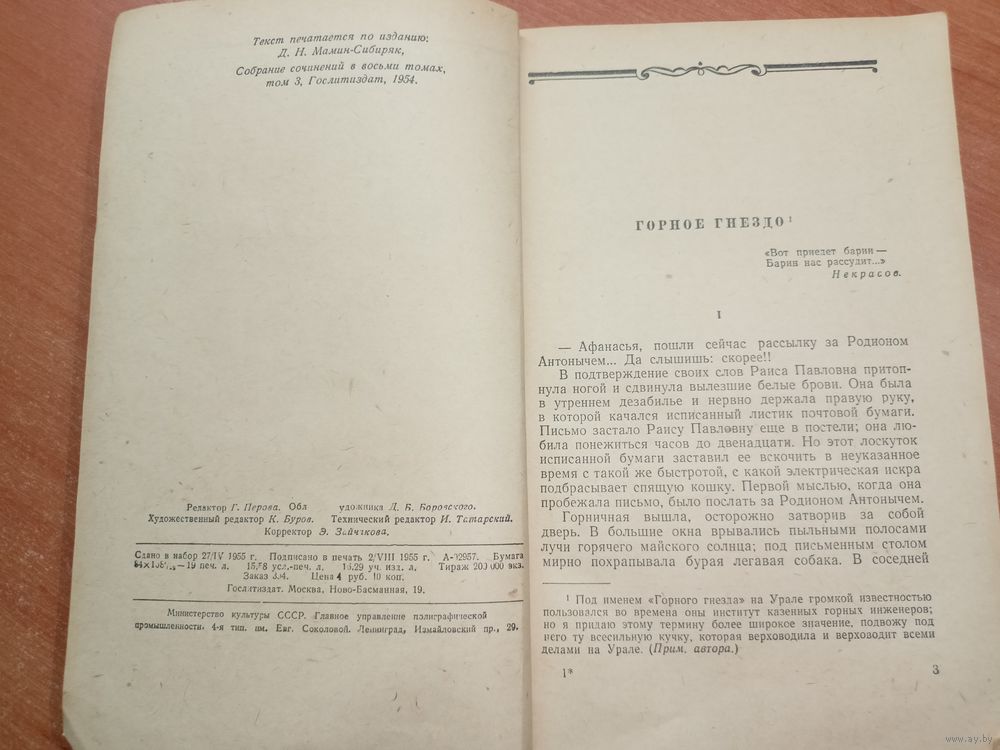 Текст печатается по изданию:
Д. Н. Мамин-Сибиряк,
Собрание сочинений в восьми томах,
том 3, Гослитиздат, 1954.
Редактор Г. Перова. Обл удожника Д. Б. Боровского.
Художественный редактор К. Буров. Технический редактор И. Татарский.
Корректор Э. Зайчикова.
Сдано в набор 27/IV 1955 г. Подписано в печать 2/VIII 1955 г. Бумага
19 печ. л. усл.-печ. л. уч. изд. л. Тираж экз.
Заказ Цена 4 руб. 10 коп.
Гослитиздат. Москва, Ново-Басманная, 19.
Министерство культуры СССР. Главное управление полиграфической
промышленности. 4-я тип. им. Евг. Соколовой. Ленинград, Измайловский пр., 29.
ГОРНОЕ ГНЕЗДО 1
«Вот приедет барин —
Барин нас рассудит...»
Некрасов.
I
— Афанасья, пошли сейчас рассылку за Родионом
Антонычем... Да слышишь: скорее!!
В подтверждение своих слов Раиса Павловна притоп-
нула ногой и сдвинула вылезшие белые брови. Она была
в утреннем дезабилье и нервно держала правую руку,
в которой качался исписанный листик почтовой бумаги.
Письмо застало Раису Павловну еще в постели; она лю-
била понежиться часов до двенадцати. Но этот лоскуток
исписанной бумаги заставил ее вскочить в неуказанное
время с такой же быстротой, с какой электрическая искра
подбрасывает спящую кошку. Первой мыслью, когда она
пробежала письмо, было послать за Родионом Антонычем.
Горничная вышла, осторожно затворив за собой
дверь. В большие окна врывались пыльными полосами
лучи горячего майского солнца; под письменным столом
мирно похрапывала бурая легавая собака. В соседней
1 Под именем «Горного гнезда» на Урале громкой известностью
пользовался во времена оны институт казенных горных инженеров;
но я придаю этому термину более широкое значение, подвожу под
него ту всесильную кучку, которая верховодила и верховодит всеми
делами на Урале. (Прим. автора.)
1*
3
www.ay.by